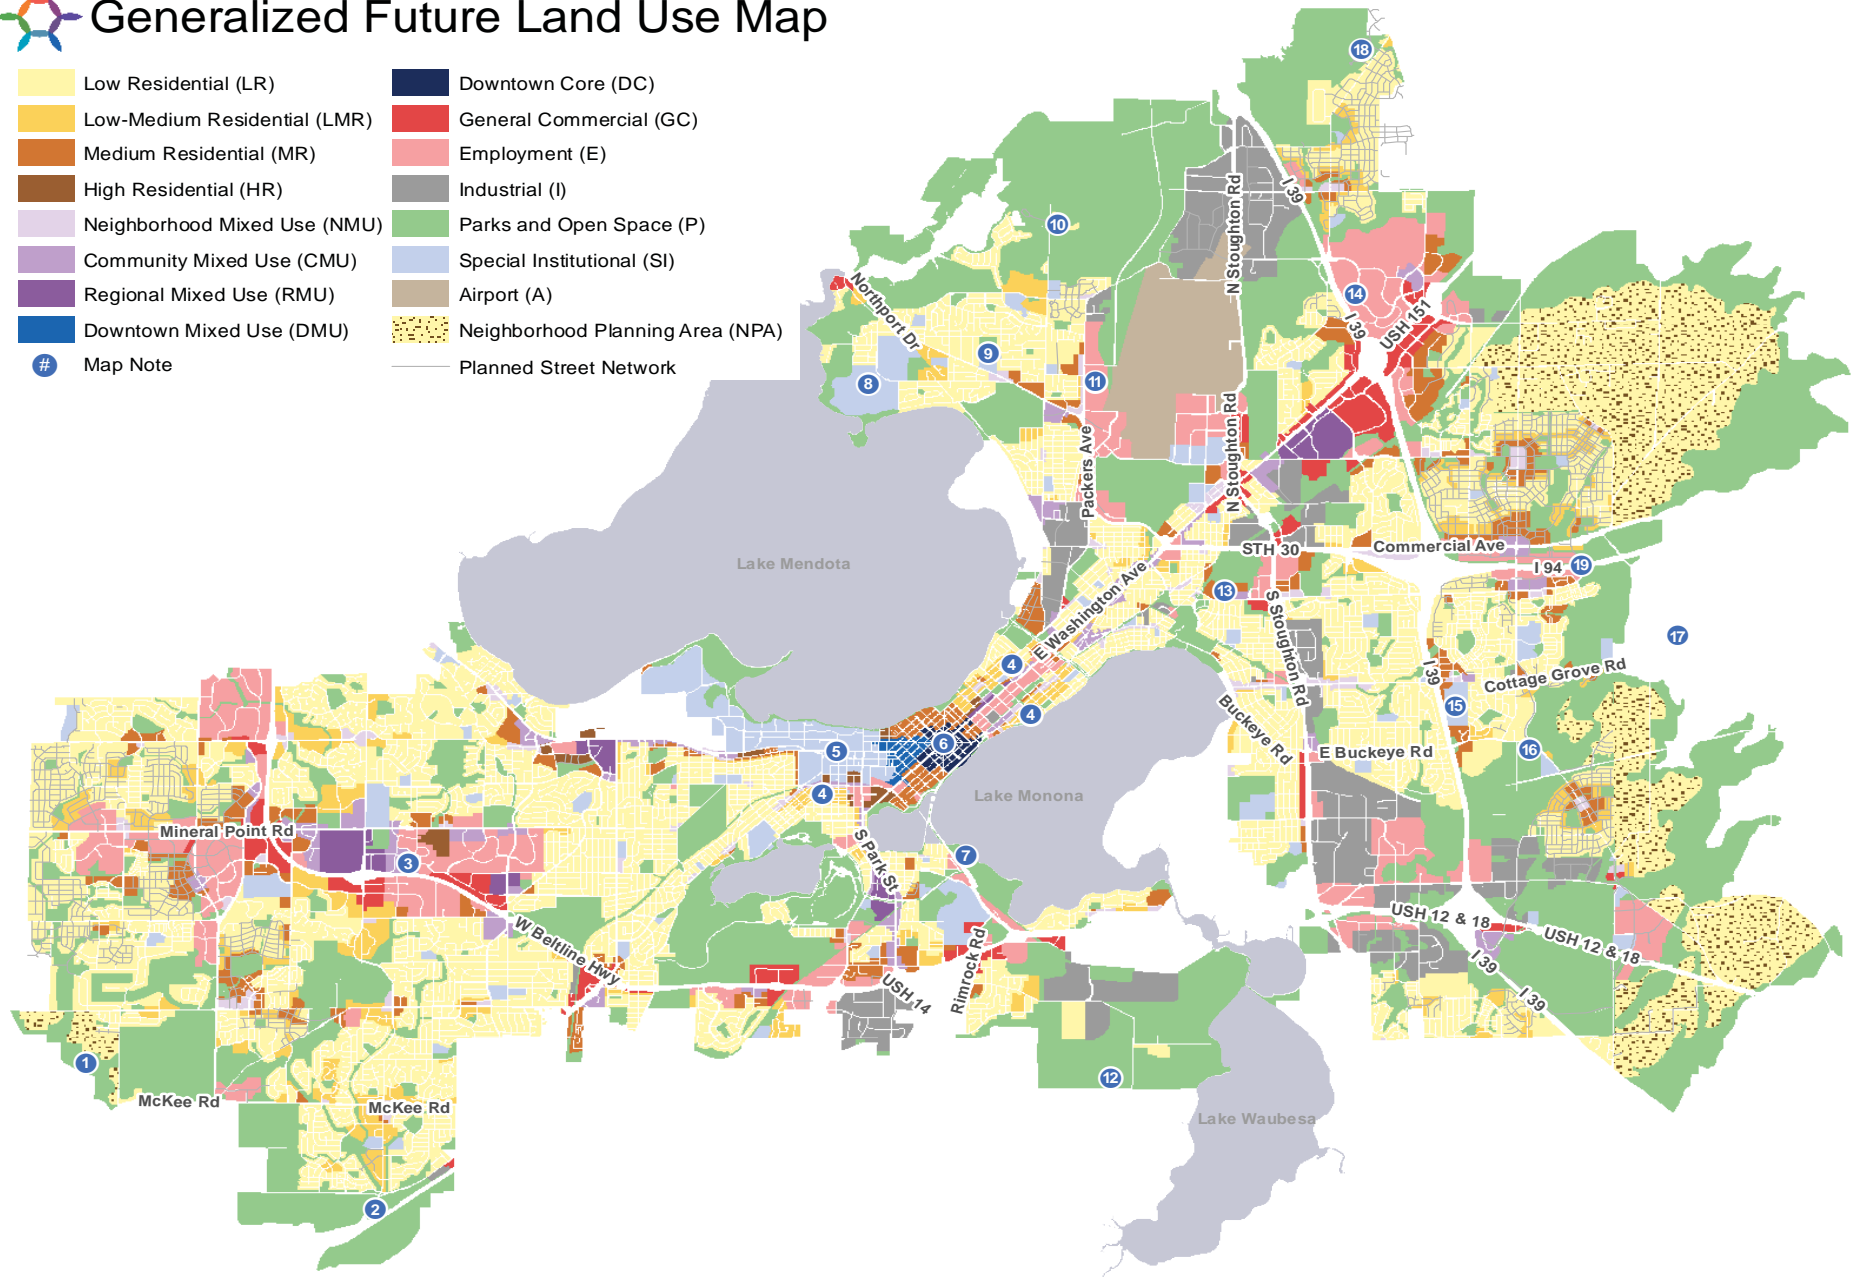 Generalized Future Land Use Map
Low Residential (LR)
Low-Medium Residential (LMR)
Medium Residential (MR)
High Residential (HR)
Neighborhood Mixed Use (NMU)
Community Mixed Use (CMU)
Regional Mixed Use (RMU)
Downtown Mixed Use (DMU)
# Map Note
Downtown Core (DC)
General Commercial (GC)
Employment (E)
Industrial (I)
Parks and Open Space (P)
Special Institutional (SI)
Airport (A)
Neighborhood Planning Area (NPA)
Planned Street Network
18
I 39
N Stoughton Rd
10
14
I 39
USH 151
Northport Dr
9
8
11
N Stoughton Rd
Packers Ave
STH 30
Commercial Ave
I 94
19
Lake Mendota
13
E Washington Ave
S Stoughton Rd
17
4
I 39
Cottage Grove Rd
4
15
Buckeye Rd
6
5
E Buckeye Rd
16
4
Lake Monona
Mineral Point Rd
3
S Park St
7
USH 12 & 18
USH 12 & 18
W Beltline Hwy
Rimrock Rd
USH 14
I 39
I 39
1
12
McKee Rd
McKee Rd
Lake Waubesa
2